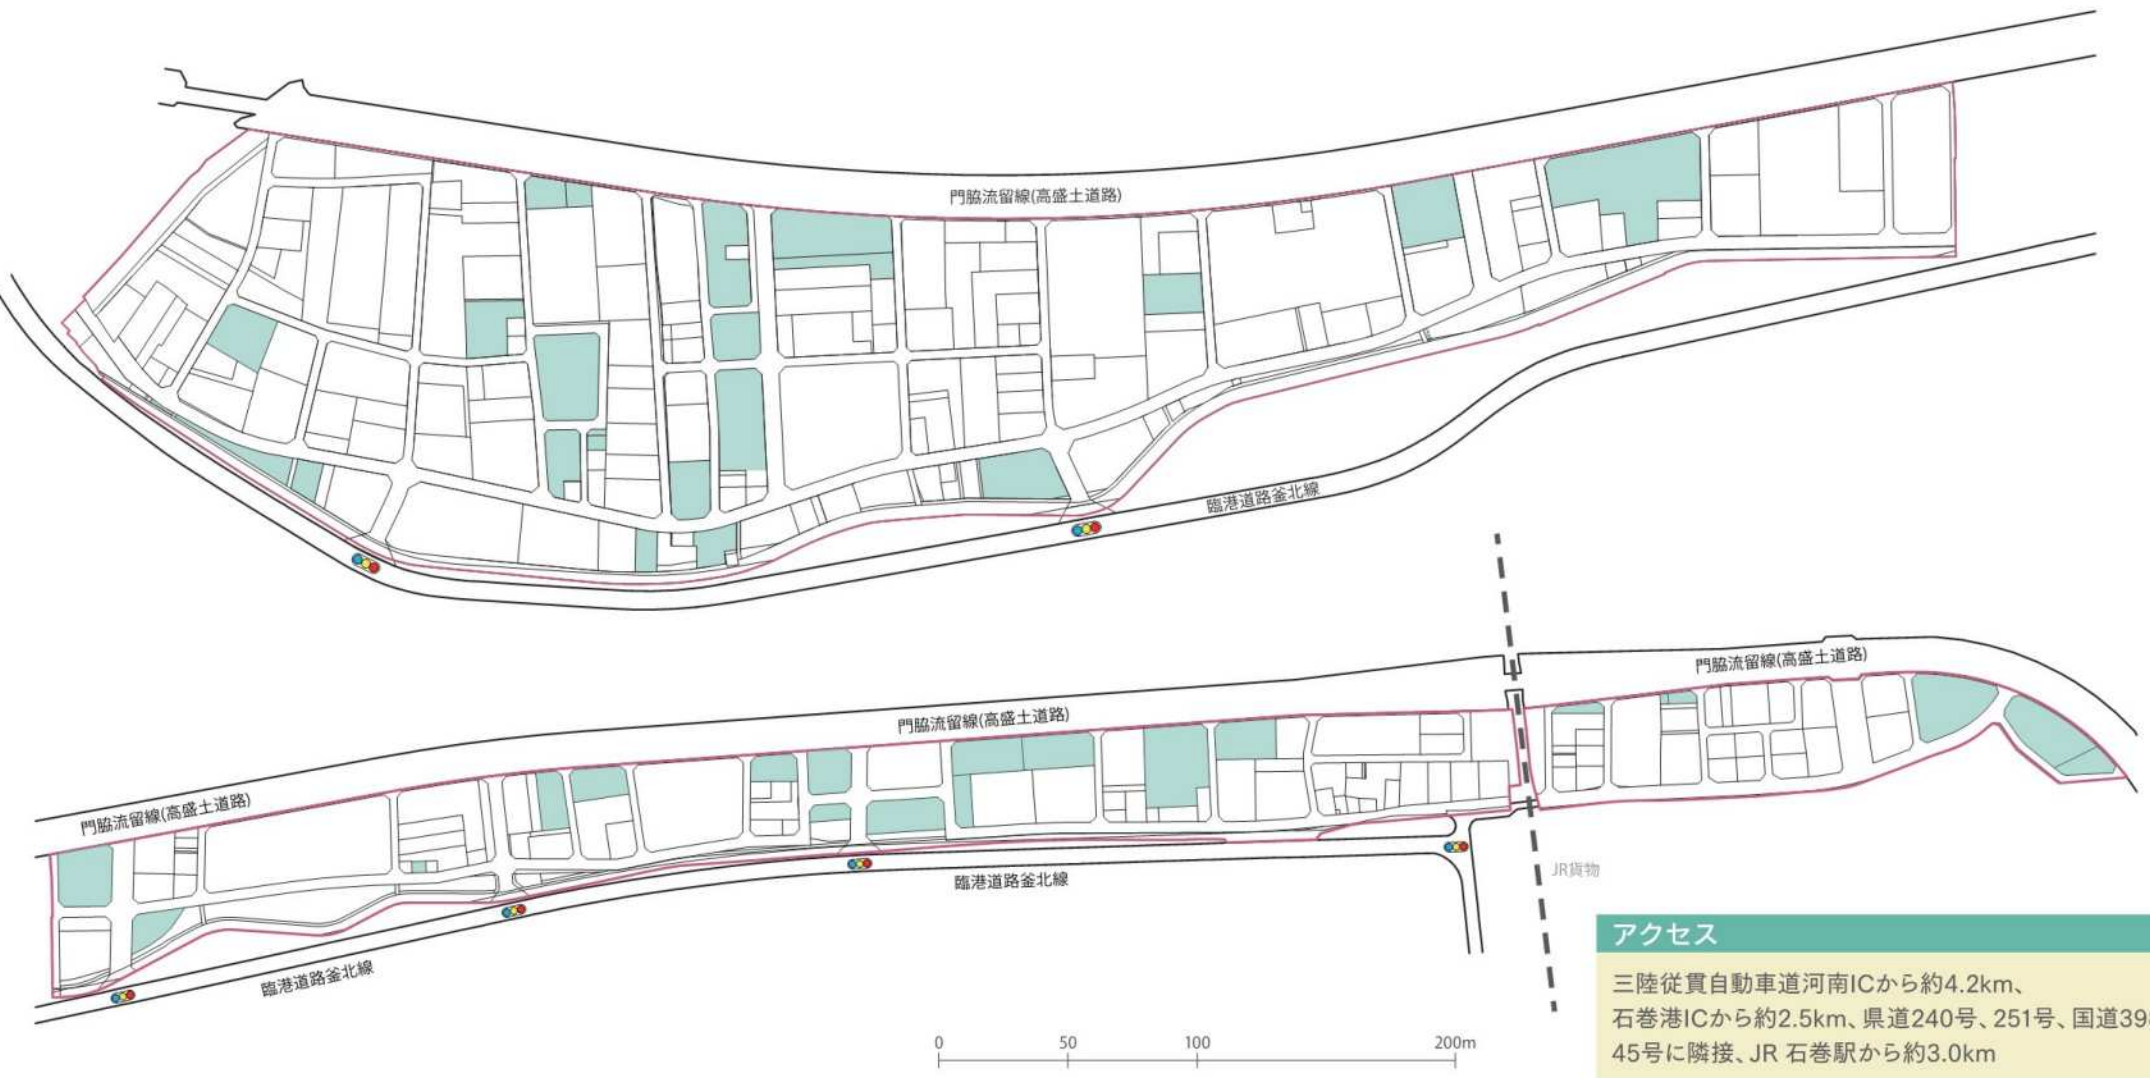 門脇流留線(高盛土道路)
臨港道路釜北線
門脇流留線(高盛土道路)
門脇流留線(高盛土道路)
門脇流留線(高盛土道路)
臨港道路釜北線
臨港道路釜北線
JR貨物
アクセス
三陸従貫自動車道河南ICから約4.2km、
石巻港ICから約2.5km、県道240号、251号、国道398
45号に隣接、JR 石巻駅から約3.0km
0 50 100 200m